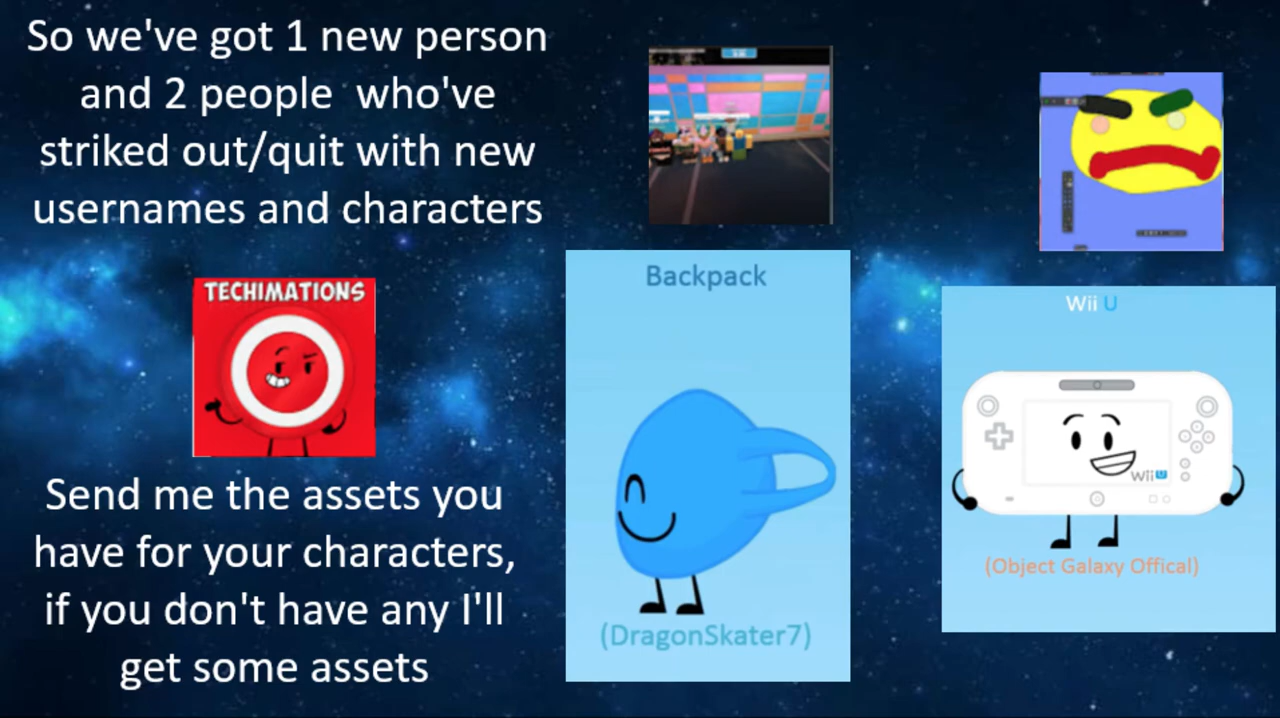 So we've got 1 new person
and 2 people who've
striked out/quit with new
usernames and characters
TECHIMATIONS
Send me the assets you
have for your characters,
if you don't have any I'll
get some assets
Backpack
(DragonSkater7)
Wii U
WiiU
(Object Galaxy Offical)